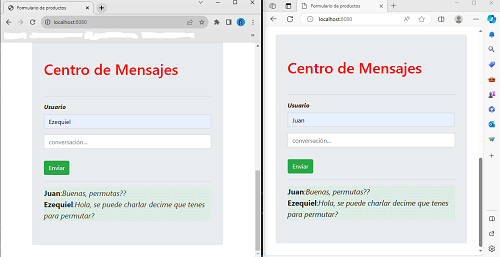 Formulario de productos
localhost:8080
Centro de Mensajes
Usuario
Ezequiel
conversación...
Enviar
Juan:Buenas, permutas??
Ezequiel:Hola, se puede charlar decime que tenes
para permutar?
Formulario de productos
localhost:8080
Centro de Mensajes
Usuario
Juan
conversación...
Enviar
Juan:Buenas, permutas??
Ezequiel:Hola, se puede charlar decime que tenes
para permutar?